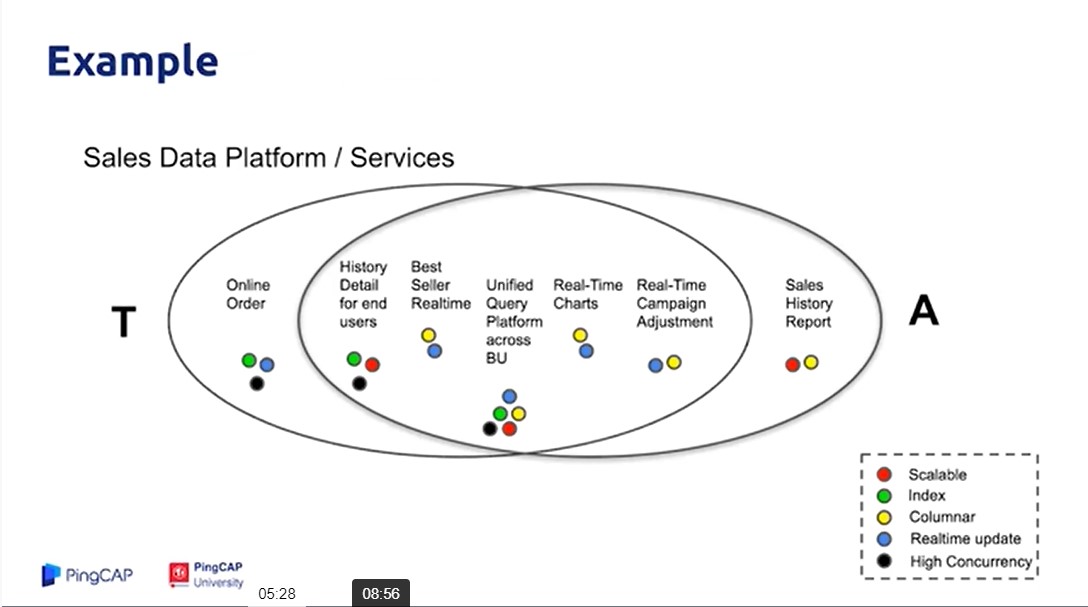 Example
Sales Data Platform / Services
T
Online
Order
History
Detail
for end
users
Best
Seller
Realtime
Unified
Query
Platform
across
BU
Real-Time
Charts
Real-Time
Campaign
Adjustment
Sales
History
Report
A
Scalable
Index
Columnar
Realtime update
High Concurrency
PingCAP
PingCAP
University
05:28
08:56